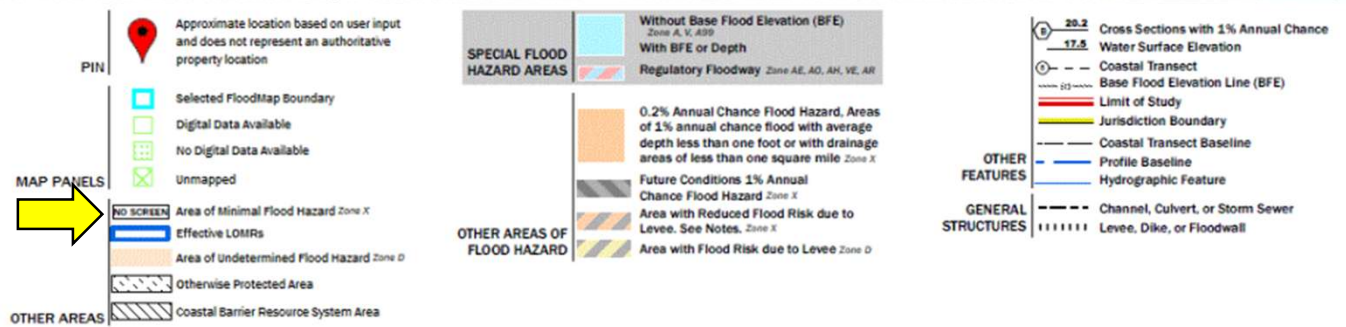 PIN
Approximate location based on user input
and does not represent an authoritative
property location
MAP PANELS
Selected FloodMap Boundary
Digital Data Available
No Digital Data Available
Unmapped
OTHER AREAS
NO SCREEN Area of Minimal Flood Hazard Zone X
Effective LOMRs
Area of Undetermined Flood Hazard Zone D
Otherwise Protected Area
Coastal Barrier Resource System Area
SPECIAL FLOOD
HAZARD AREAS
Without Base Flood Elevation (BFE)
Zone A, V, A99
With BFE or Depth
Regulatory Floodway Zone AE, AO, AH, VE, AR
OTHER AREAS OF
FLOOD HAZARD
0.2% Annual Chance Flood Hazard, Areas
of 1% annual chance flood with average
depth less than one foot or with drainage
areas of less than one square mile Zone X
Future Conditions 1% Annual
Chance Flood Hazard Zone X
Area with Reduced Flood Risk due to
Levee. See Notes. Zone X
Area with Flood Risk due to Levee Zone D
OTHER
FEATURES
B 20.2 Cross Sections with 1% Annual Chance
17.5 Water Surface Elevation
Coastal Transect
Base Flood Elevation Line (BFE)
Limit of Study
Jurisdiction Boundary
Coastal Transect Baseline
Profile Baseline
Hydrographic Feature
GENERAL
STRUCTURES
Channel, Culvert, or Storm Sewer
Levee, Dike, or Floodwall